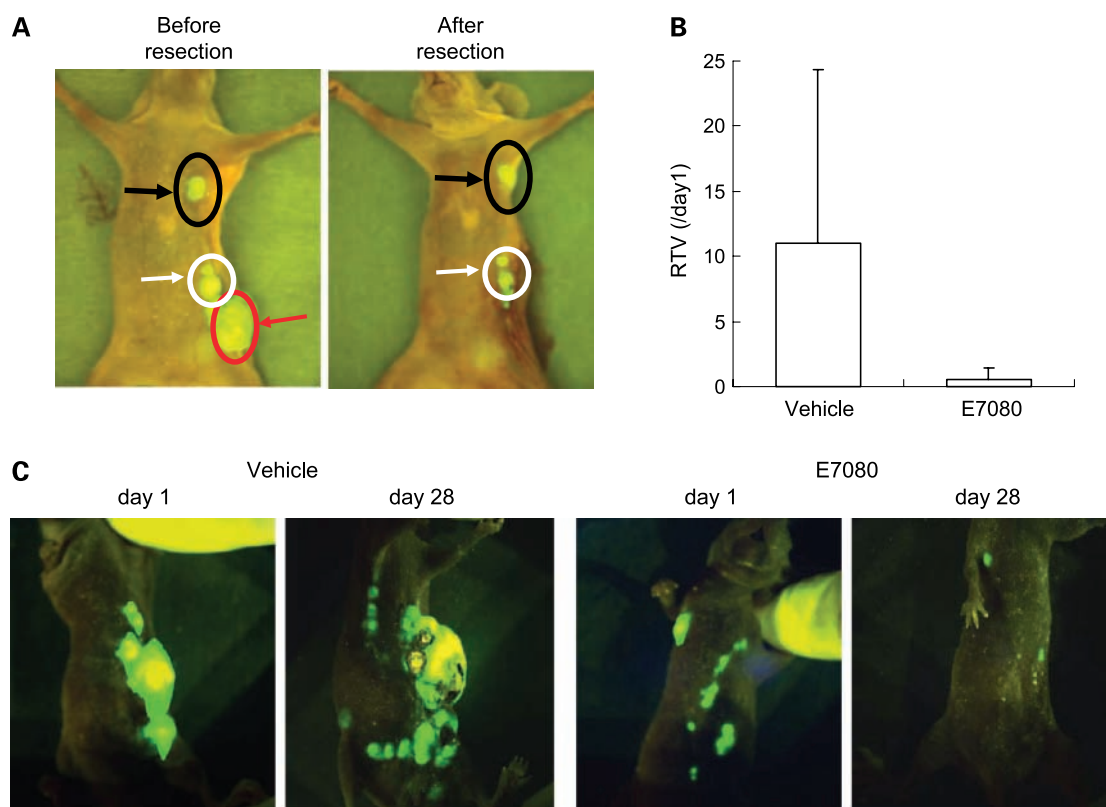 A
Before
resection
After
resection
B
25
20
15
10
5
0
RTV (/day1)
Vehicle
E7080
C
Vehicle
E7080
day 1
day 28
day 1
day 28